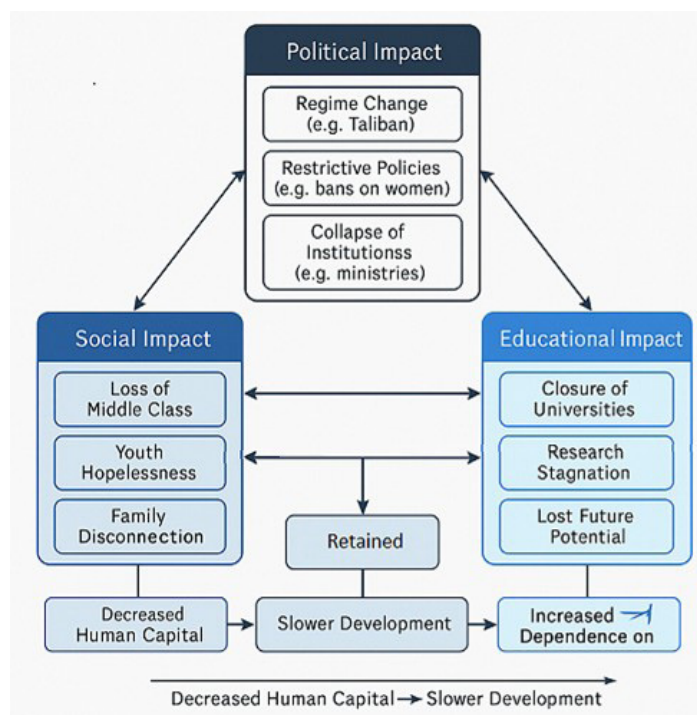 Political Impact
Regime Change
(e.g. Taliban)
Restrictive Policies
(e.g. bans on women)
Collapse of
Institutionss
(e.g. ministries)
Social Impact
Loss of
Middle Class
Youth
Hopelessness
Family
Disconnection
Educational Impact
Closure of
Universities
Research
Stagnation
Lost Future
Potential
Retained
Decreased
Human Capital
Slower Development
Increased
Dependence on
Decreased Human Capital → Slower Development